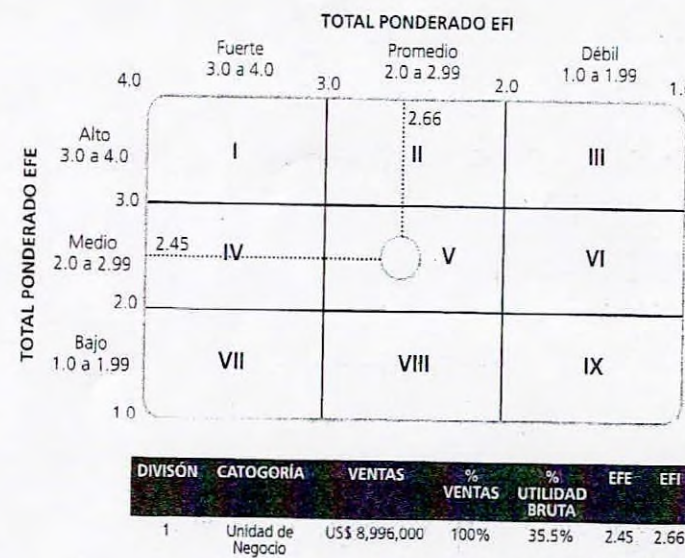 TOTAL PONDERADO EFI
Fuerte
3.0 a 4.0
Promedio
2.0 a 2.99
Débil
1.0 a 1.99
4.0
3.0
2.0
1.
TOTAL PONDERADO EFE
Alto
3.0 a 4.0
I
2.66
II
III
3.0
Medio
2.0 a 2.99
2.45
IV
V
VI
2.0
Bajo
1.0 a 1.99
VII
VIII
IX
1.0
DIVISÓN CATOGORÍA VENTAS % VENTAS % UTILIDAD BRUTA EFE EFI
1 Unidad de Negocio US$ 8,996,000 100% 35.5% 2.45 2.66